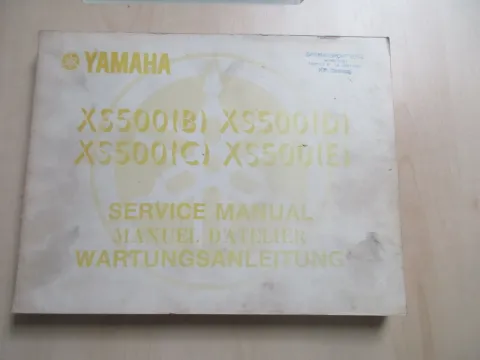 YAMAHA
XS500(B) XS500(D)
XS500(C) XS500(E)
SERVICE MANUAL
MANUEL D'ATELIER
WARTUNGSANLEITUNG